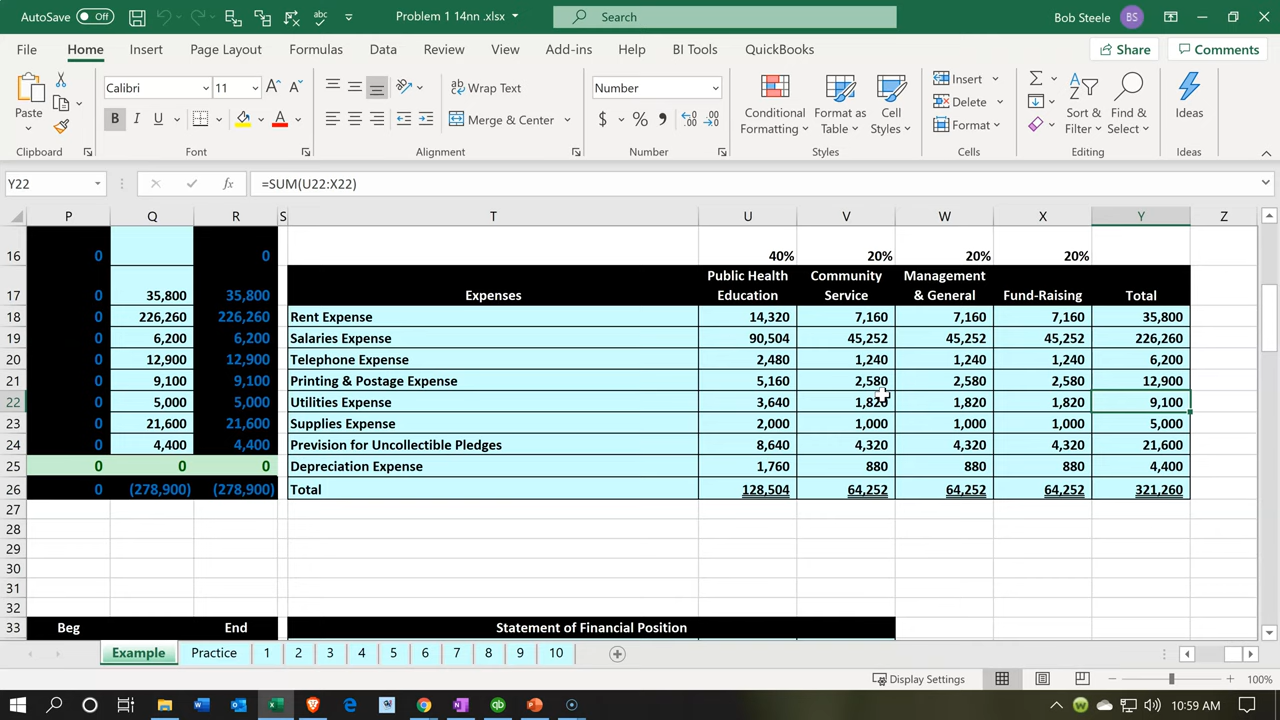 AutoSave Off Problem 1 14nn .xlsx Search Bob Steele BS
File Home Insert Page Layout Formulas Data Review View Add-ins Help BI Tools QuickBooks Share Comments
Paste Calibri 11 Wrap Text Number Conditional Formatting Format as Table Cell Styles Insert Sort & Filter Find & Select Ideas
B I U Merge & Center $ % Delete
Format
Clipboard Font Alignment Number Styles Cells Editing Ideas
Y22 fx =SUM(U22:X22)
P Q R S T U V W X Y Z
16 0 0 40% 20% 20% 20%
Public Health Community Management
17 0 35,800 35,800 Expenses Education Service & General Fund-Raising Total
18 0 226,260 226,260 Rent Expense 14,320 7,160 7,160 7,160 35,800
19 0 6,200 6,200 Salaries Expense 90,504 45,252 45,252 45,252 226,260
20 0 12,900 12,900 Telephone Expense 2,480 1,240 1,240 1,240 6,200
21 0 9,100 9,100 Printing & Postage Expense 5,160 2,580 2,580 2,580 12,900
22 0 5,000 5,000 Utilities Expense 3,640 1,820 1,820 1,820 9,100
23 0 21,600 21,600 Supplies Expense 2,000 1,000 1,000 1,000 5,000
24 0 4,400 4,400 Prevision for Uncollectible Pledges 8,640 4,320 4,320 4,320 21,600
25 0 0 0 Depreciation Expense 1,760 880 880 880 4,400
26 0 (278,900) (278,900) Total 128,504 64,252 64,252 64,252 321,260
27
28
29
30
31
32
33 Beg End Statement of Financial Position
Example Practice 1 2 3 4 5 6 7 8 9 10
Display Settings 100%
10:59 AM